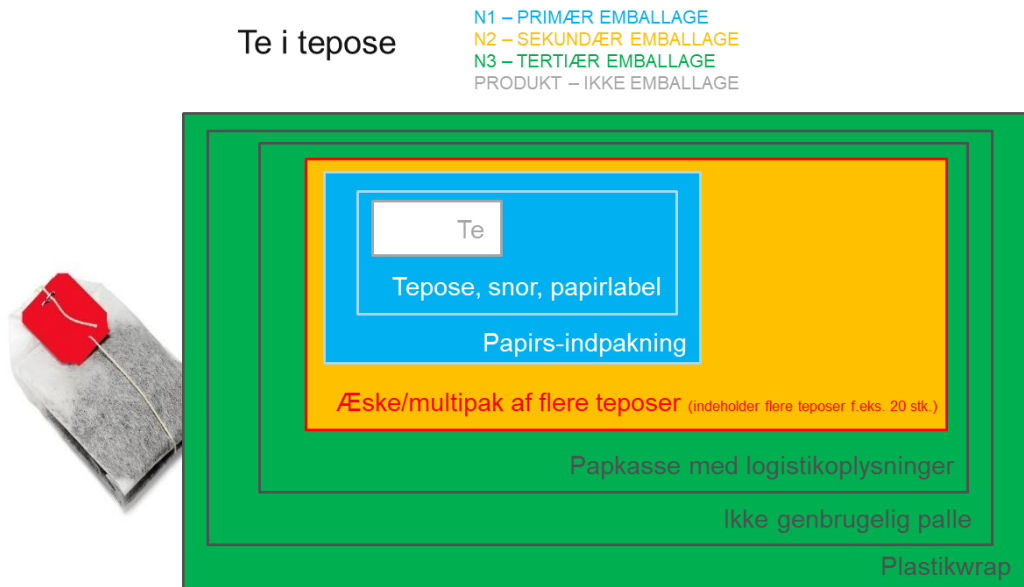 Te i tepose
N1 – PRIMÆR EMBALLAGE
N2 – SEKUNDÆR EMBALLAGE
N3 – TERTIÆR EMBALLAGE
PRODUKT – IKKE EMBALLAGE
Te
Tepose, snor, papirlabel
Papirs-indpakning
Æske/multipak af flere teposer (indeholder flere teposer f.eks. 20 stk.)
Papkasse med logistikoplysninger
Ikke genbrugelig palle
Plastikwrap